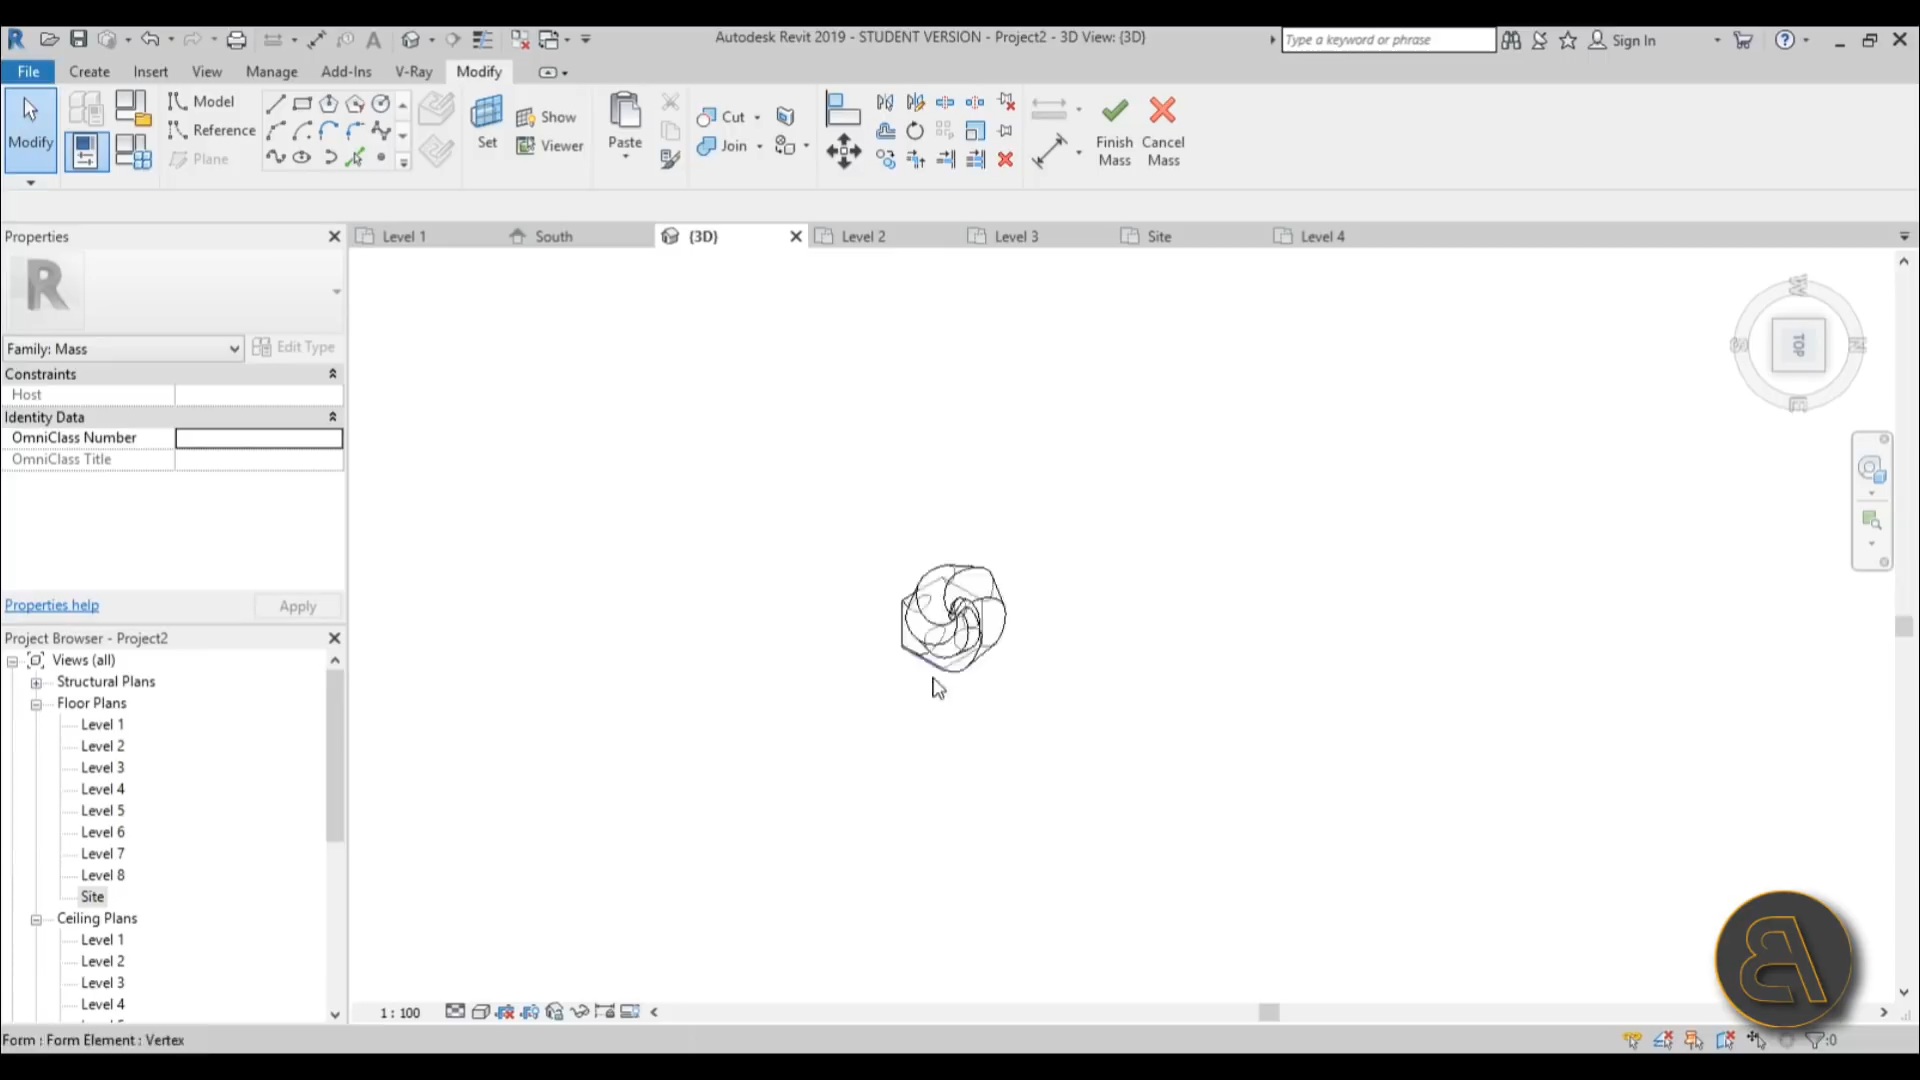 Autodesk Revit 2019 - STUDENT VERSION - Project2 - 3D View: {3D}
Type a keyword or phrase
Sign In
File Create Insert View Manage Add-Ins V-Ray Modify
Modify
Model
Reference
Plane
Set
Show
Viewer
Paste
Cut
Join
Finish Mass
Cancel Mass
Properties
Level 1
South
{3D}
Level 2
Level 3
Site
Level 4
R
Family: Mass
Edit Type
Constraints
Host
Identity Data
OmniClass Number
OmniClass Title
Properties help
Apply
TOP
W
S
N
E
Project Browser - Project2
Views (all)
Structural Plans
Floor Plans
Level 1
Level 2
Level 3
Level 4
Level 5
Level 6
Level 7
Level 8
Site
Ceiling Plans
Level 1
Level 2
Level 3
Level 4
1 : 100
Form : Form Element : Vertex
:0